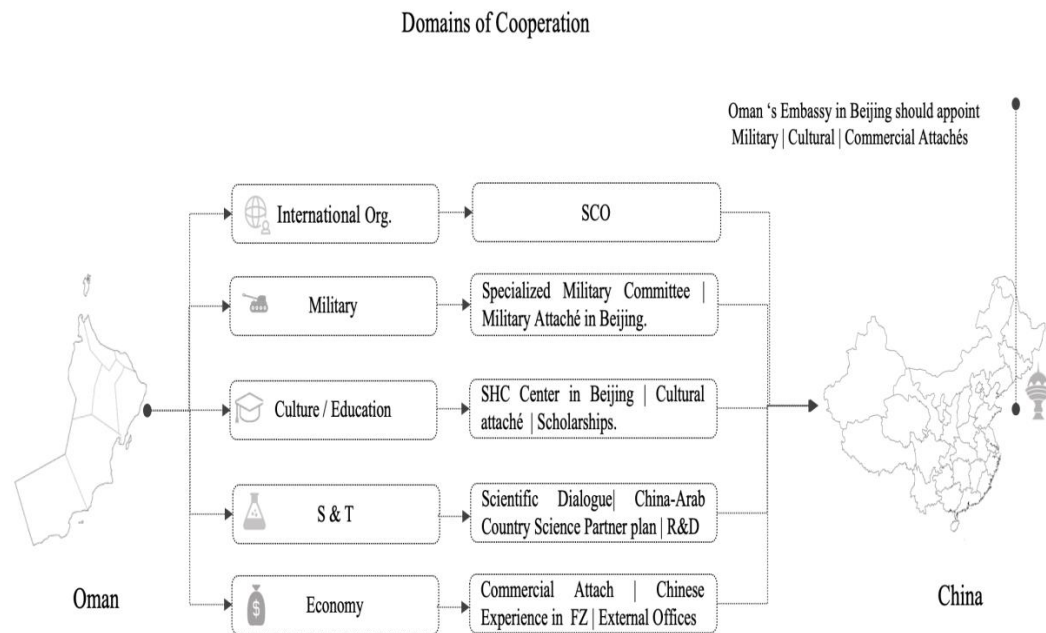 Domains of Cooperation
Oman ‘s Embassy in Beijing should appoint
Military | Cultural | Commercial Attachés
International Org.
SCO
Military
Specialized Military Committee |
Military Attaché in Beijing.
Culture / Education
SHC Center in Beijing | Cultural
attaché | Scholarships.
S & T
Scientific Dialogue| China-Arab
Country Science Partner plan | R&D
Economy
Commercial Attach | Chinese
Experience in FZ | External Offices
Oman
China
$